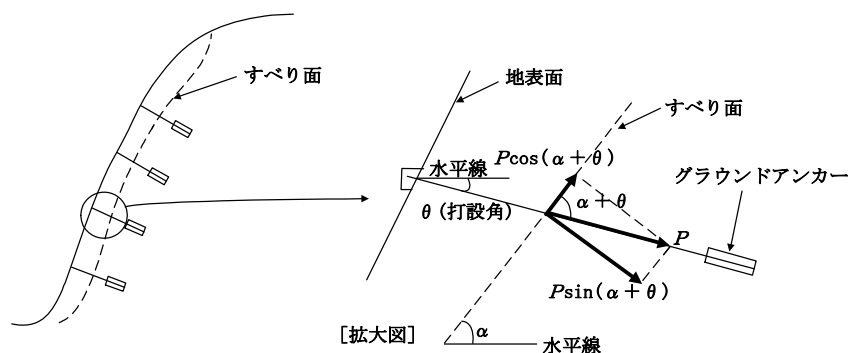 すべり面
地表面
すべり面
水平線
Pcos(α+θ)
グラウンドアンカー
α+θ
θ(打設角)
P
Psin(α+θ)
[拡大図]
α
水平線